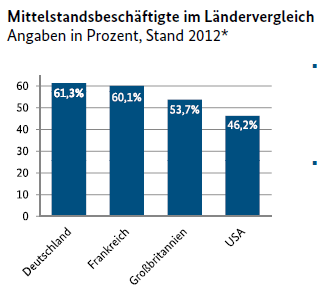 Mittelstandsbeschäftigte im Ländervergleich
Angaben in Prozent, Stand 2012*
60
50
40
30
20
10
0
61,3%
60,1%
53,7%
46,2%
Deutschland
Frankreich
Großbritannien
USA